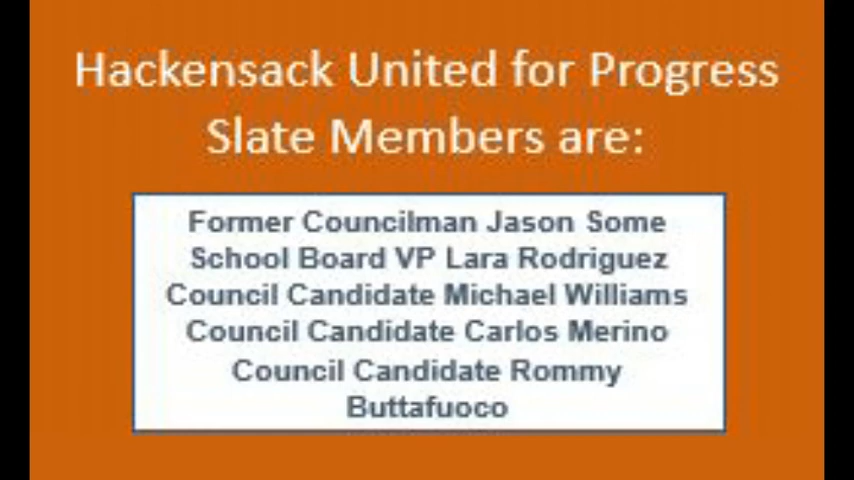 Hackensack United for Progress
Slate Members are:
Former Councilman Jason Some
School Board VP Lara Rodriguez
Council Candidate Michael Williams
Council Candidate Carlos Merino
Council Candidate Rommy
Buttafuoco